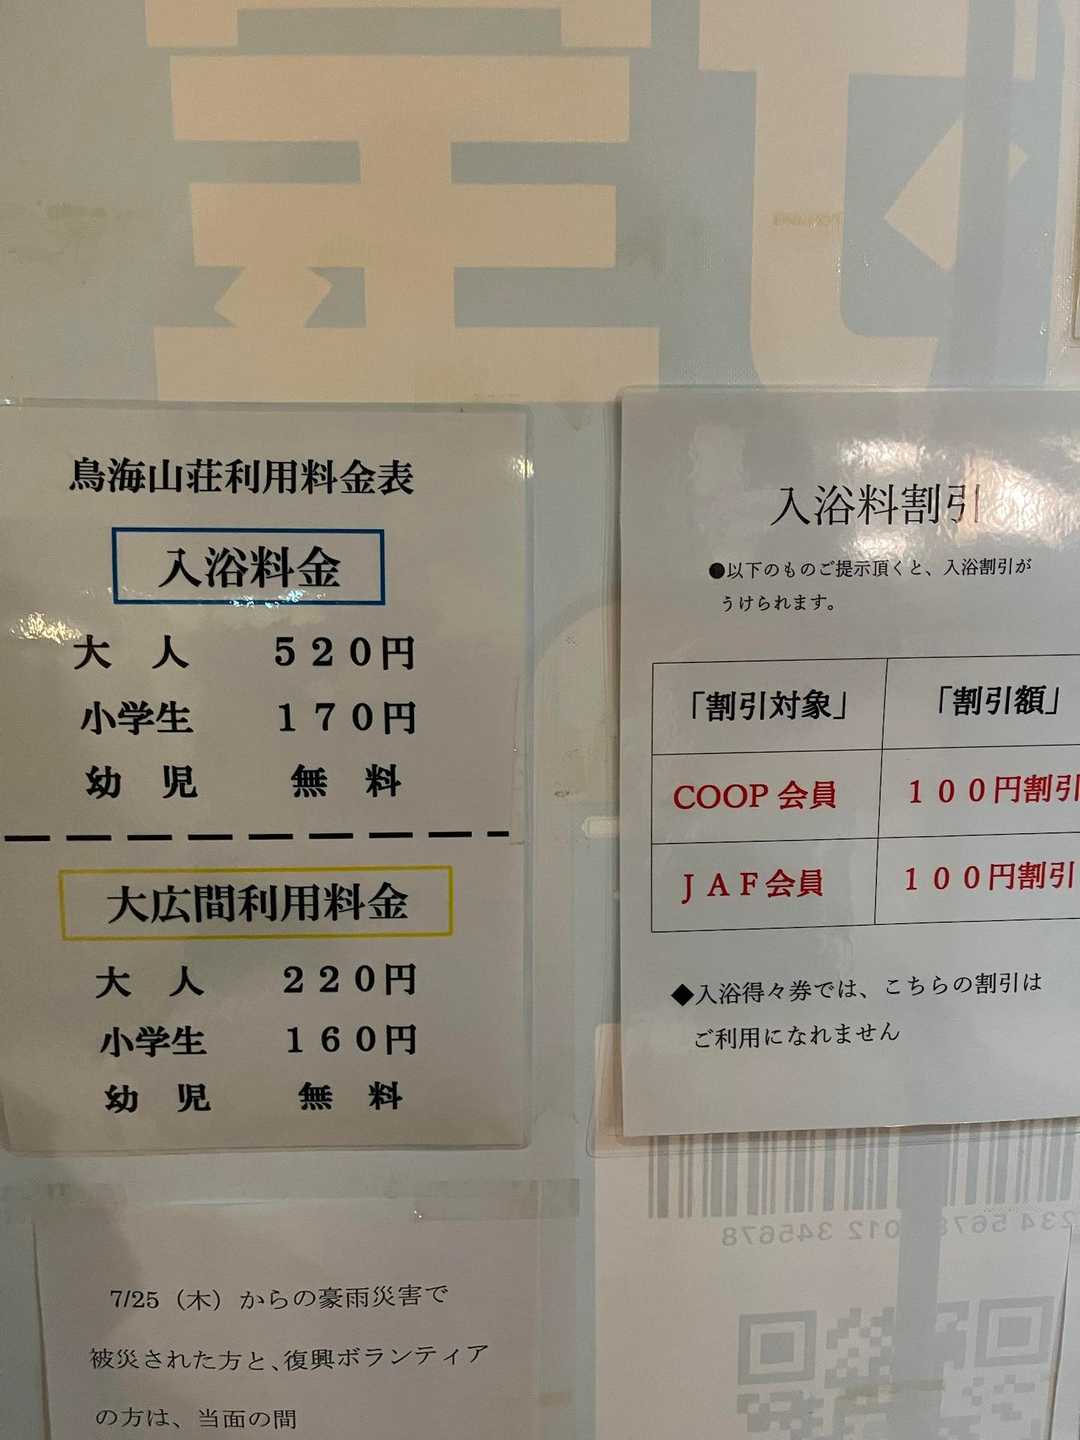 鳥海山荘利用料金表
入浴料金
大　人　５２０円
小学生　１７０円
幼　児　無　料
大広間利用料金
大　人　２２０円
小学生　１６０円
幼　児　無　料
入浴料割引
●以下のものご提示頂くと、入浴割引が
うけられます。
「割引対象」　「割引額」
COOP会員　１００円割引
ＪＡＦ会員　１００円割引
◆入浴得々券では、こちらの割引は
ご利用になれません
7/25（木）からの豪雨災害で
被災された方と、復興ボランティア
の方は、当面の間